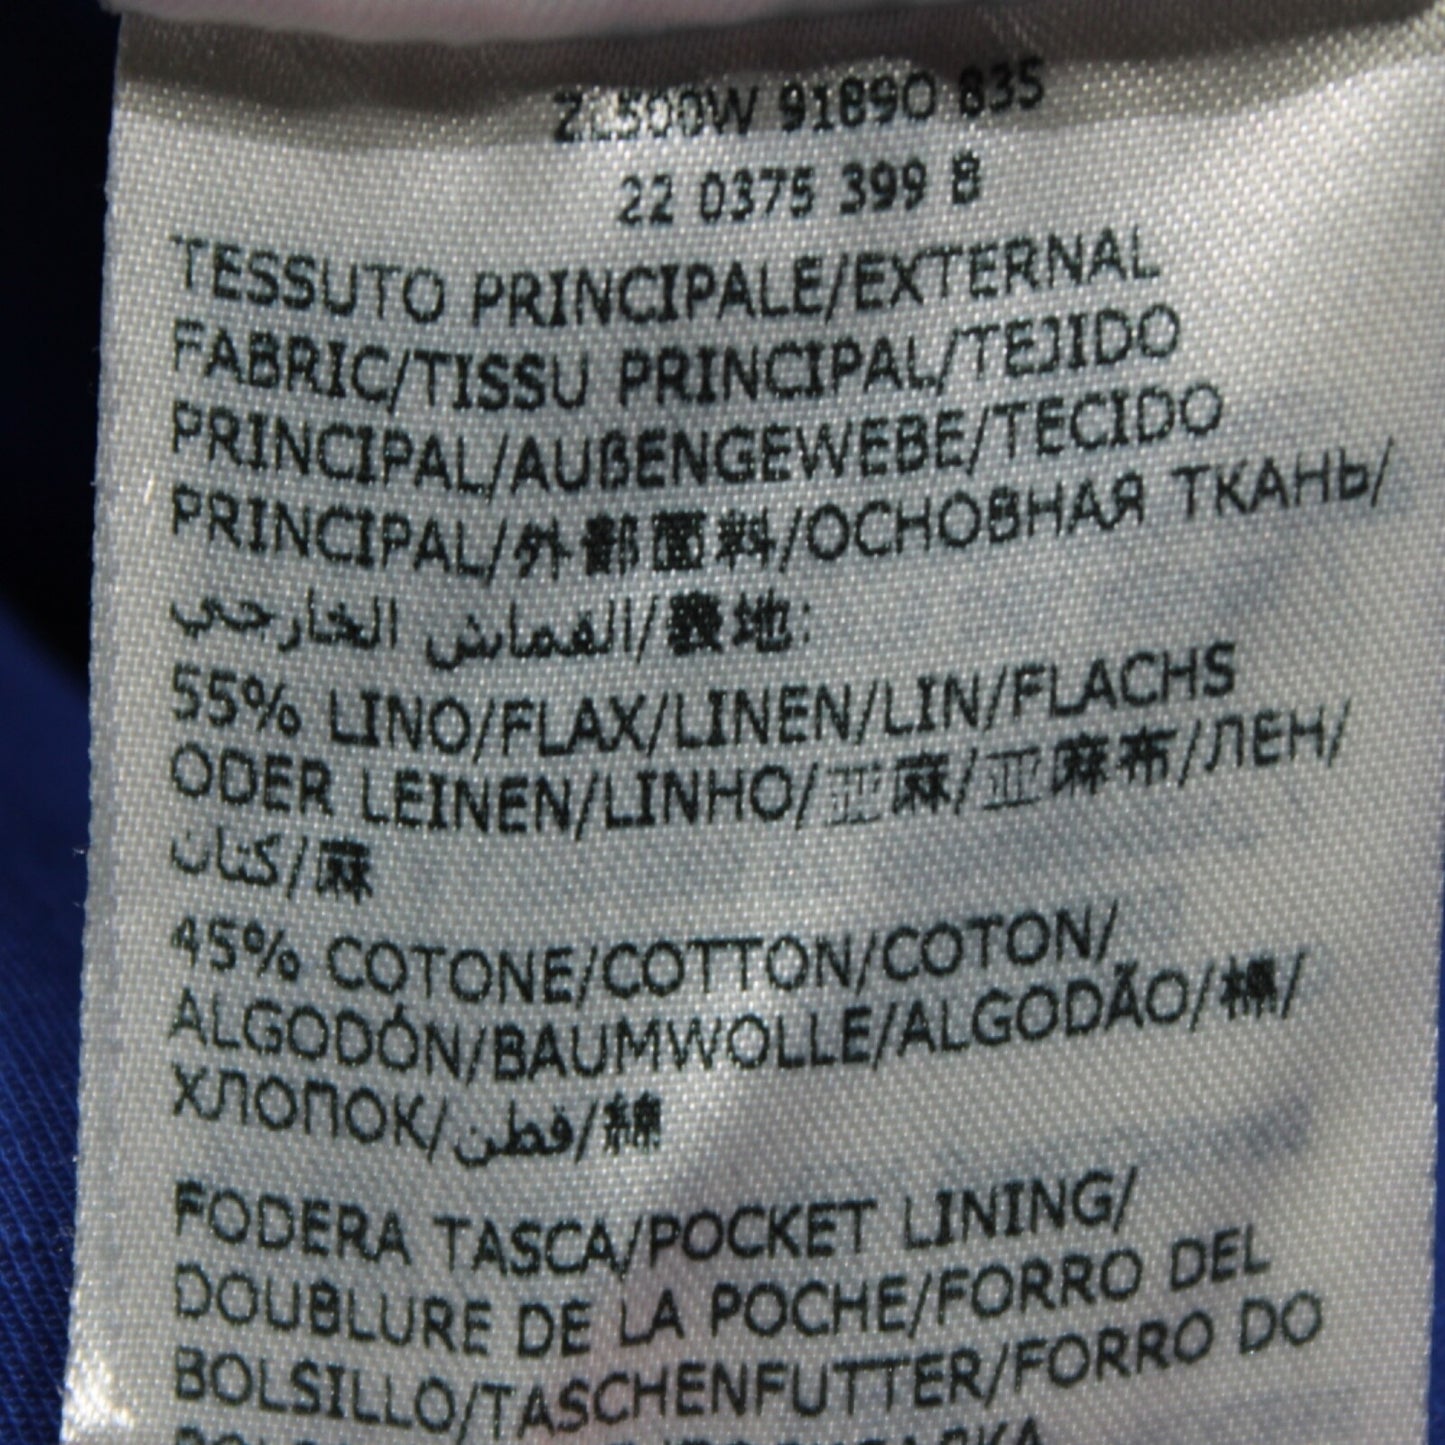 ZL500W 91890 835
22 0375 399 8
TESSUTO PRINCIPALE/EXTERNAL
FABRIC/TISSU PRINCIPAL/TEJIDO
PRINCIPAL/AUßENGEWEBE/TECIDO
PRINCIPAL/外部面料/ОСНОВНАЯ ТКАНЬ/
القماش الخارجي/表地:
55% LINO/FLAX/LINEN/LIN/FLACHS
ODER LEINEN/LINHO/亚麻/亚麻布/ЛЕН/
كتان/麻
45% COTONE/COTTON/COTON/
ALGODÓN/BAUMWOLLE/ALGODÃO/棉/
ХЛОПОК/قطن/綿
FODERA TASCA/POCKET LINING/
DOUBLURE DE LA POCHE/FORRO DEL
BOLSILLO/TASCHENFUTTER/FORRO DO